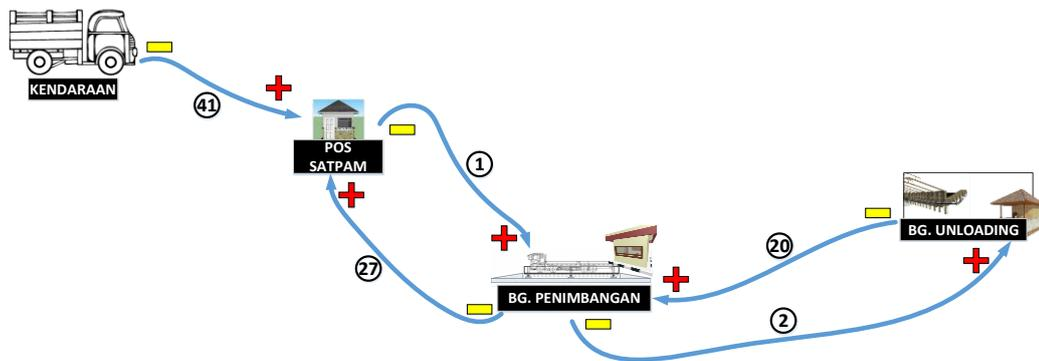 KENDARAAN
41
POS
SATPAM
1
BG. UNLOADING
20
27
BG. PENIMBANGAN
2